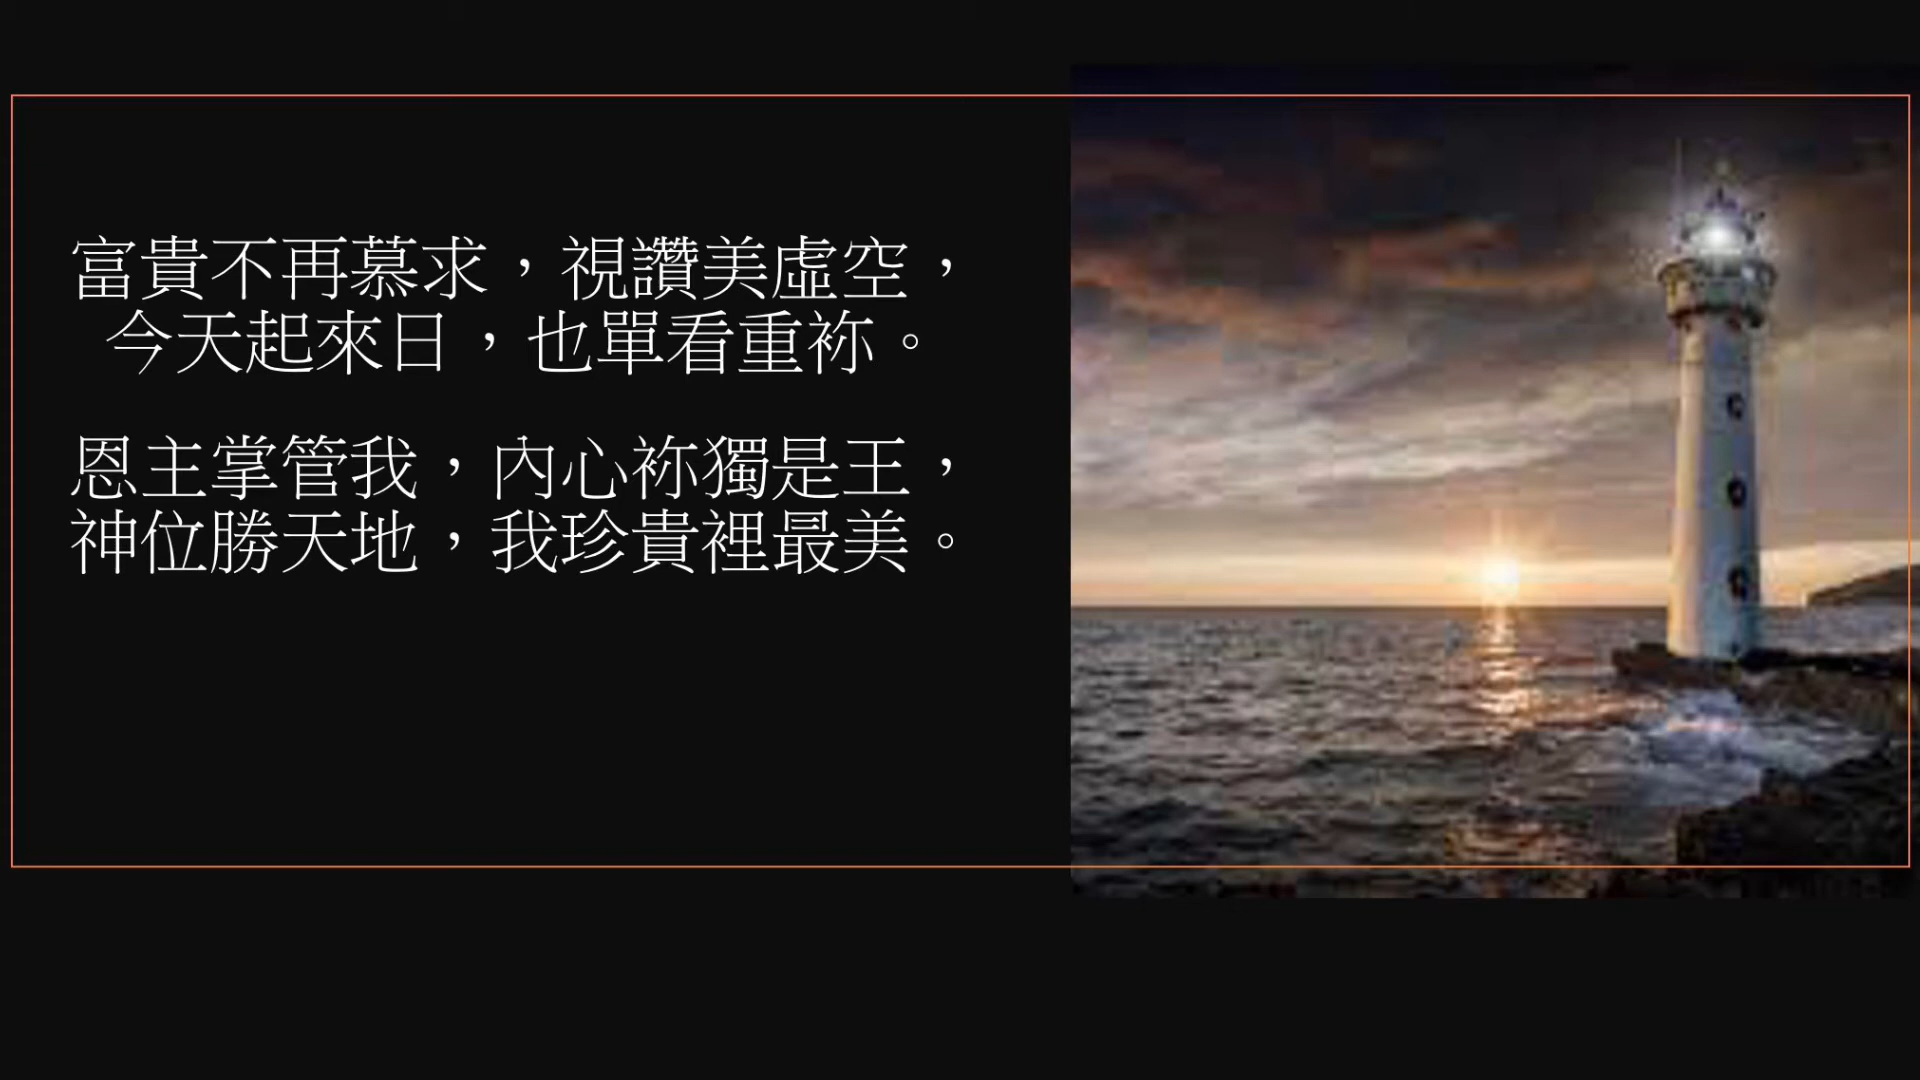 富貴不再慕求，視讚美虛空，
今天起來日，也單看重袮。
恩主掌管我，內心袮獨是王，
神位勝天地，我珍貴裡最美。